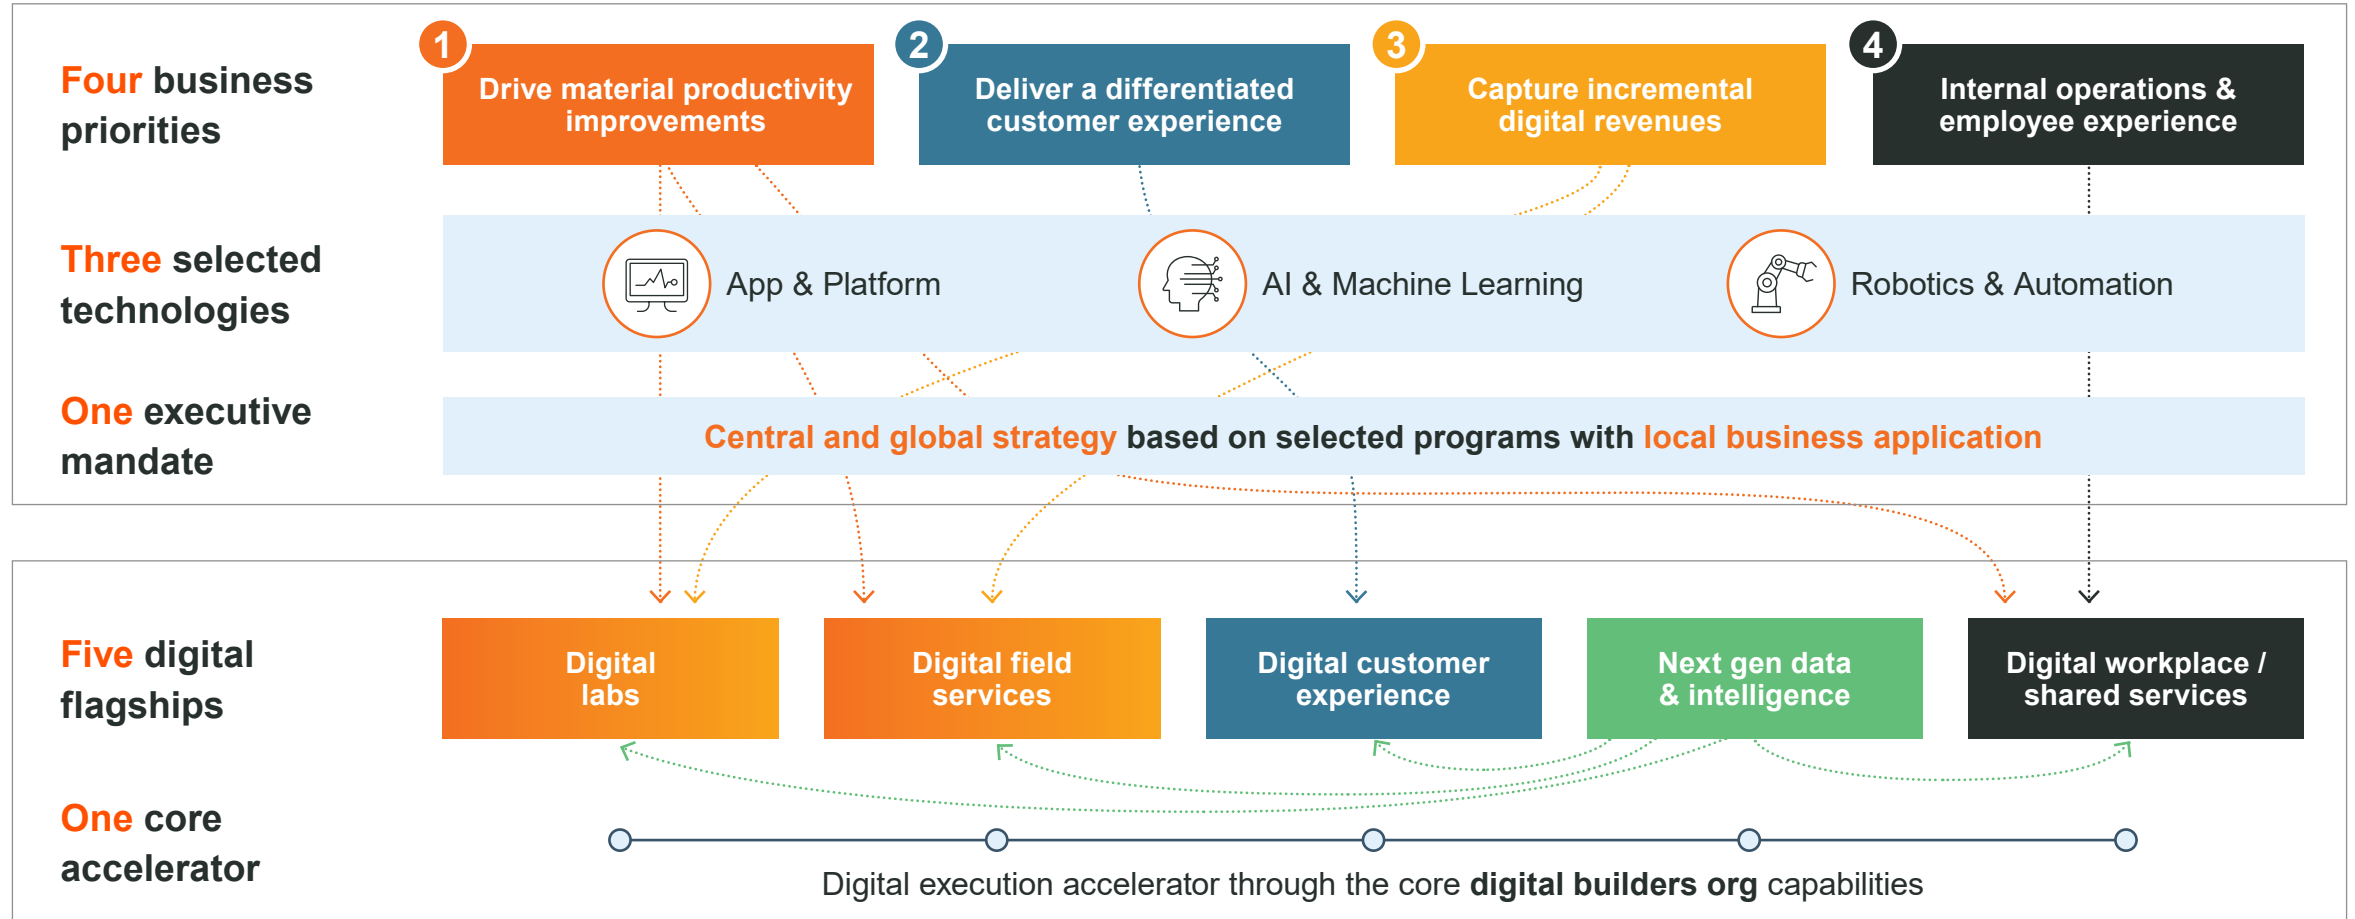 Four business
priorities
1
Drive material productivity
improvements
2
Deliver a differentiated
customer experience
3
Capture incremental
digital revenues
4
Internal operations &
employee experience
Three selected
technologies
App & Platform
AI & Machine Learning
Robotics & Automation
One executive
mandate
Central and global strategy based on selected programs with local business application
Five digital
flagships
Digital
labs
Digital field
services
Digital customer
experience
Next gen data
& intelligence
Digital workplace /
shared services
One core
accelerator
Digital execution accelerator through the core digital builders org capabilities